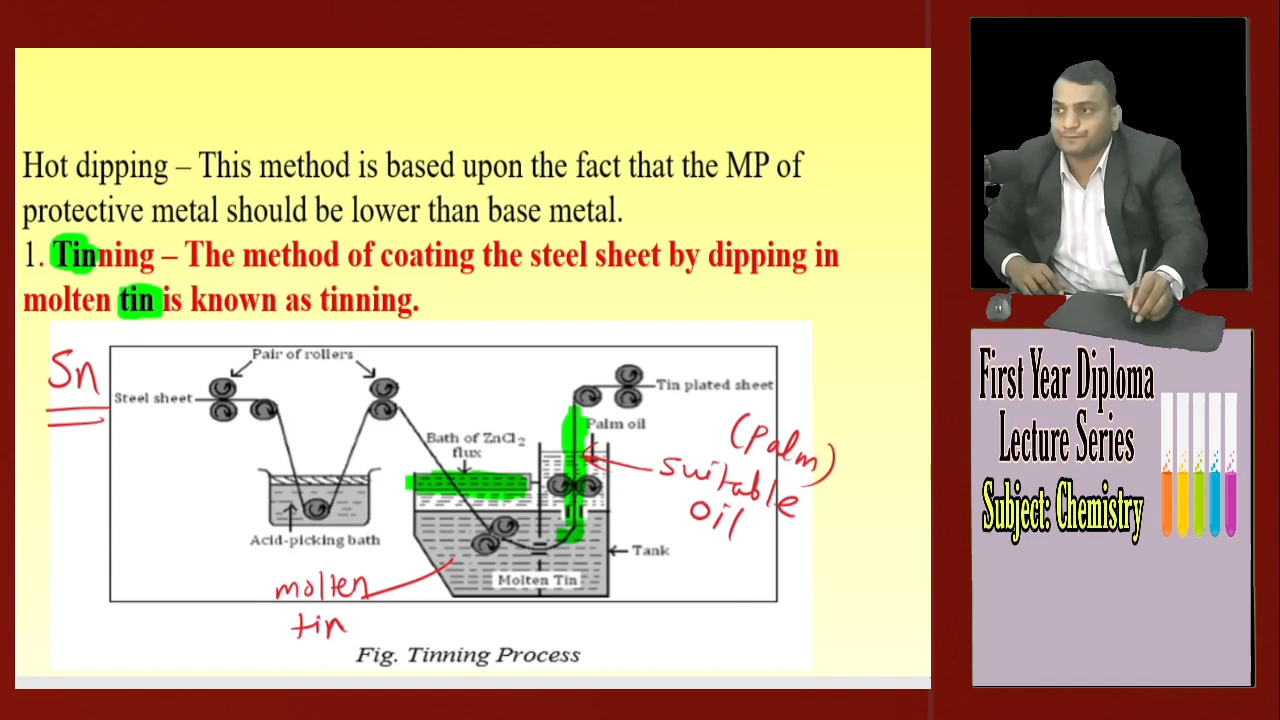 Hot dipping – This method is based upon the fact that the MP of
protective metal should be lower than base metal.
1. Tinning – The method of coating the steel sheet by dipping in
molten tin is known as tinning.
Sn
Pair of rollers
Steel sheet
Tin plated sheet
Palm oil
Bath of ZnCl₂
flux
(Palm)
suitable
oil
Acid-picking bath
Tank
Molten Tin
molten
tin
Fig. Tinning Process
First Year Diploma
Lecture Series
Subject: Chemistry